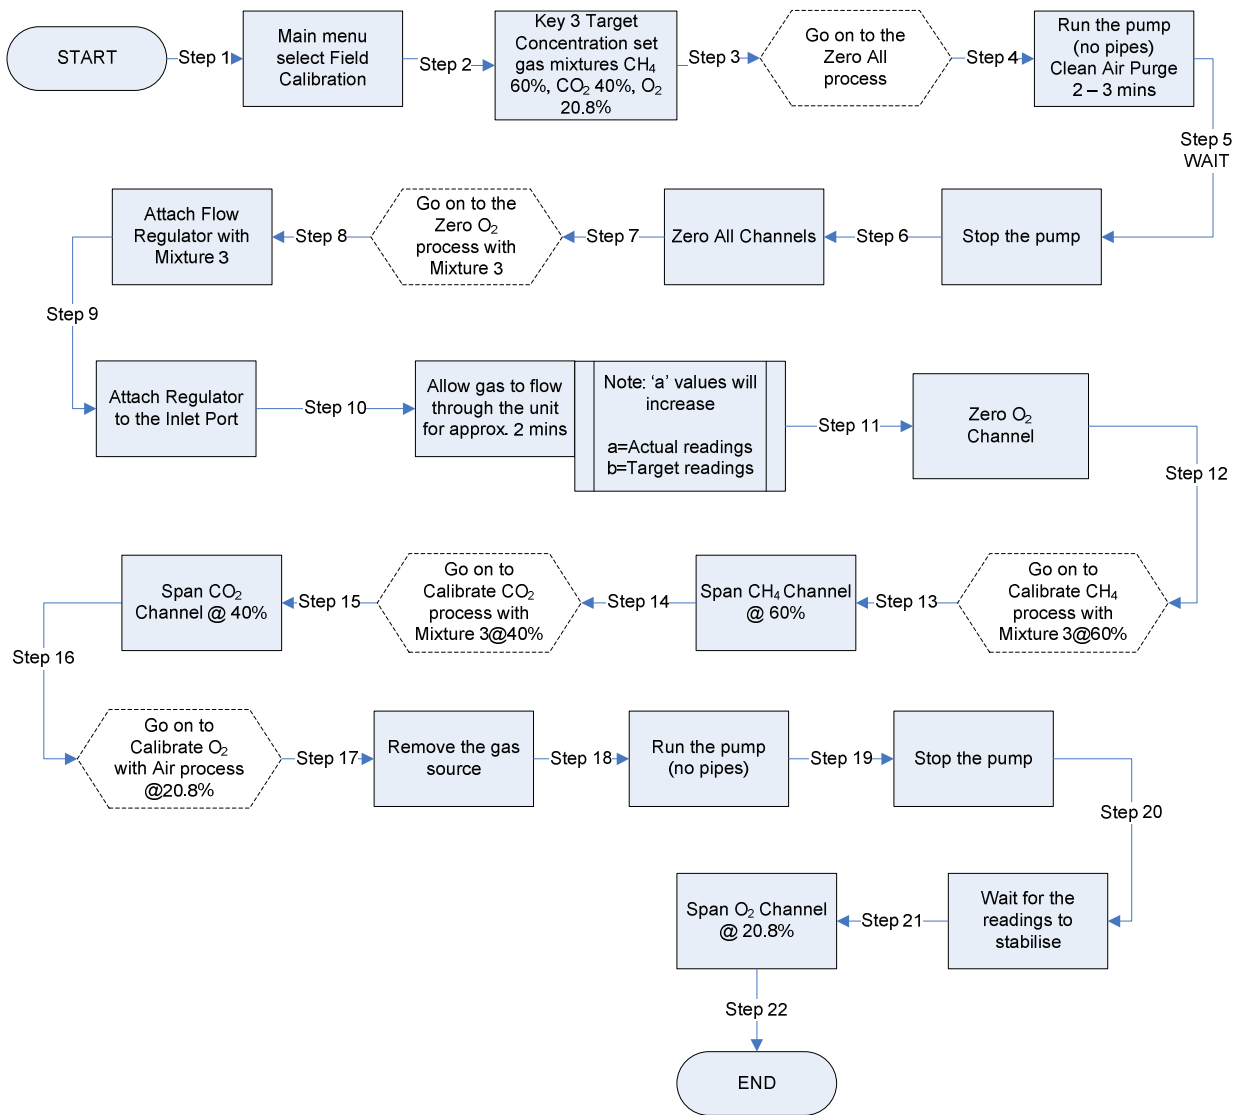 START
Step 1
Main menu
select Field
Calibration
Step 2
Key 3 Target
Concentration set
gas mixtures CH₄
60%, CO₂ 40%, O₂
20.8%
Step 3
Go on to the
Zero All
process
Step 4
Run the pump
(no pipes)
Clean Air Purge
2 – 3 mins
Step 5
WAIT
Stop the pump
Step 6
Zero All Channels
Step 7
Go on to the
Zero O₂
process with
Mixture 3
Step 8
Attach Flow
Regulator with
Mixture 3
Step 9
Attach Regulator
to the Inlet Port
Step 10
Allow gas to flow
through the unit
for approx. 2 mins
Note: ‘a’ values will
increase
a=Actual readings
b=Target readings
Step 11
Zero O₂
Channel
Step 12
Go on to
Calibrate CH₄
process with
Mixture 3@60%
Step 13
Span CH₄ Channel
@ 60%
Step 14
Go on to
Calibrate CO₂
process with
Mixture 3@40%
Step 15
Span CO₂
Channel @ 40%
Step 16
Go on to
Calibrate O₂
with Air process
@20.8%
Step 17
Remove the gas
source
Step 18
Run the pump
(no pipes)
Step 19
Stop the pump
Step 20
Wait for the
readings to
stabilise
Step 21
Span O₂ Channel
@ 20.8%
Step 22
END